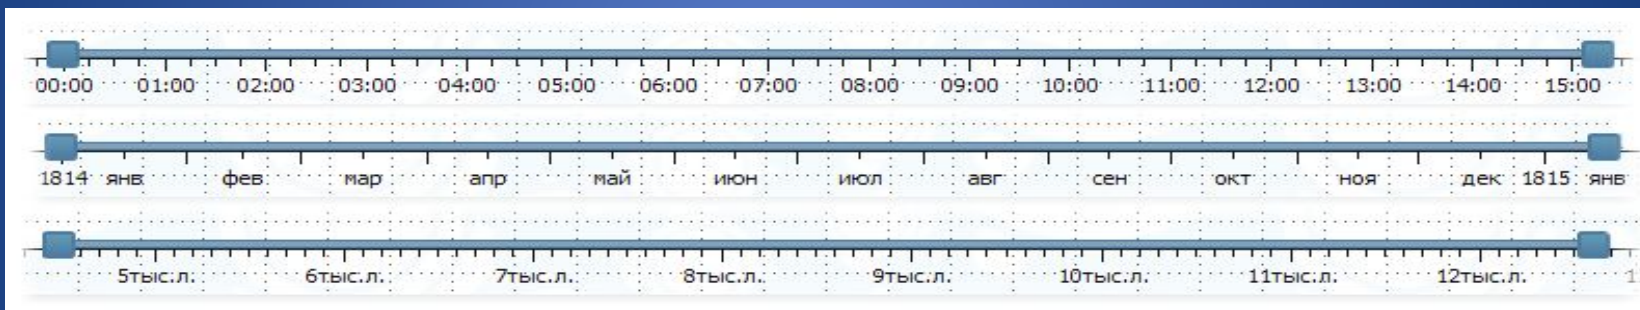 00:00 01:00 02:00 03:00 04:00 05:00 06:00 07:00 08:00 09:00 10:00 11:00 12:00 13:00 14:00 15:00
1814 янв фев мар апр май июн июл авг сен окт ноя дек 1815 янв
5тыс.л. 6тыс.л. 7тыс.л. 8тыс.л. 9тыс.л. 10тыс.л. 11тыс.л. 12тыс.л.